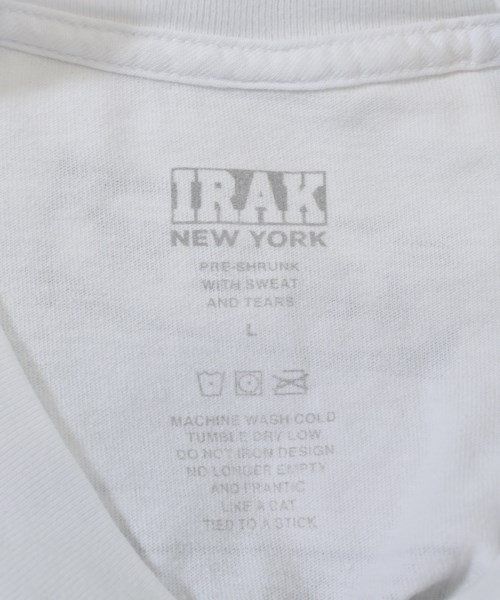 IRAK
NEW YORK
PRE-SHRUNK
WITH SWEAT
AND TEARS
L
MACHINE WASH COLD
TUMBLE DRY LOW
DO NOT IRON DESIGN
NO LONGER EMPTY
AND FRANTIC
LIKE A CAT
TIED TO A STICK